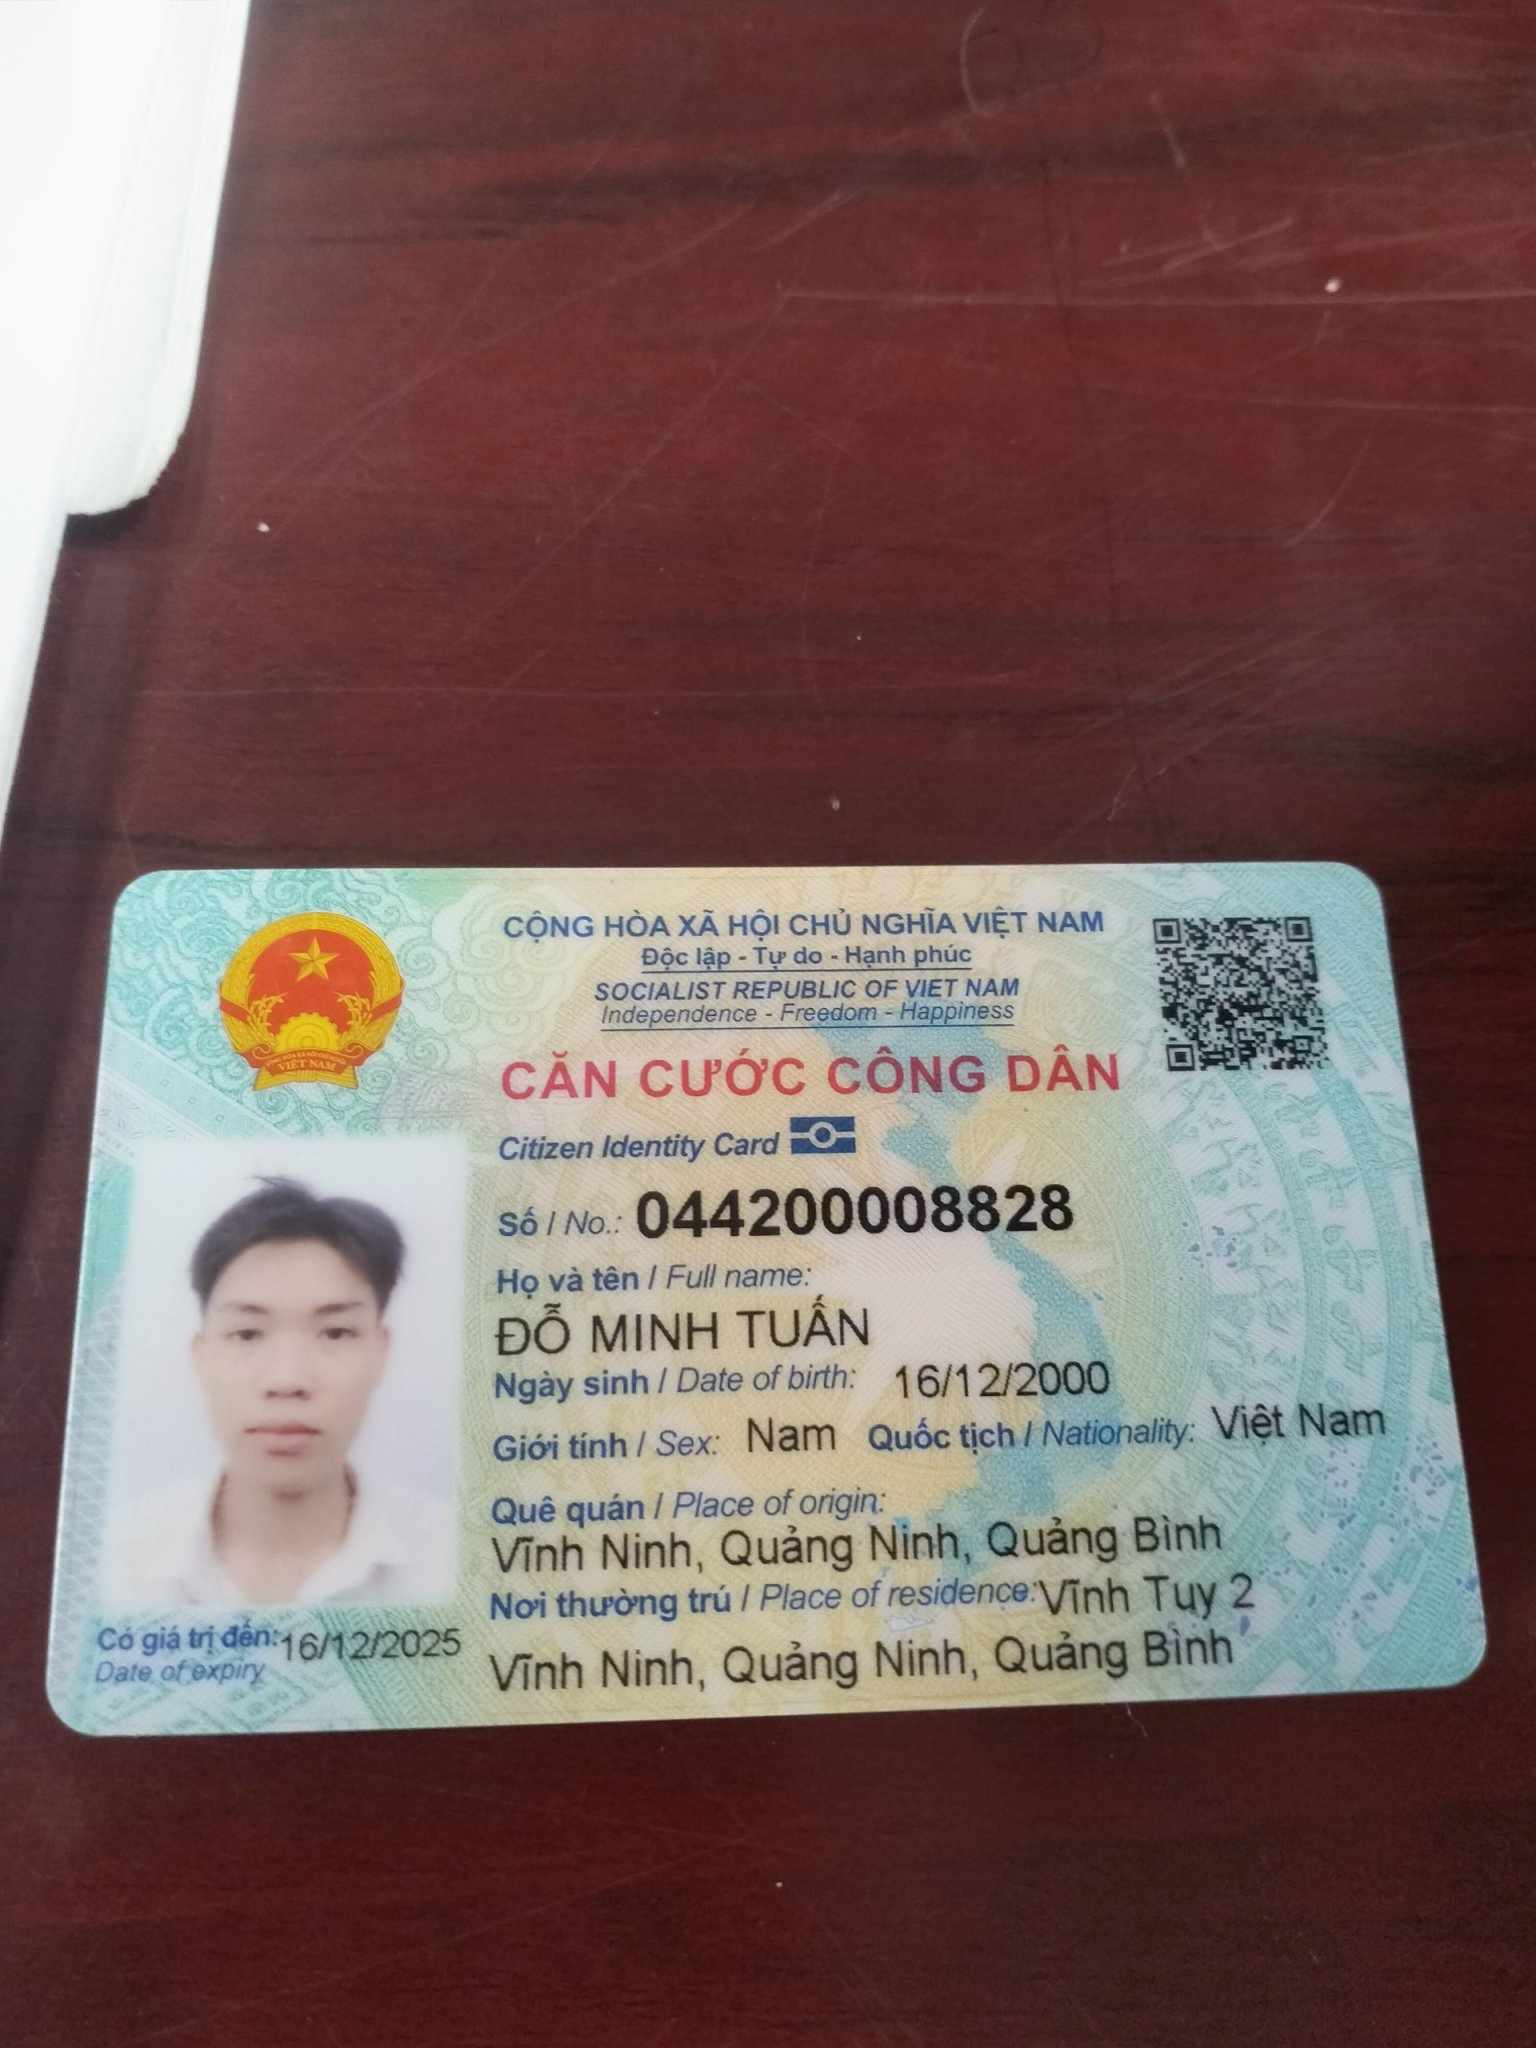 CỘNG HÒA XÃ HỘI CHỦ NGHĨA VIỆT NAM
Độc lập - Tự do - Hạnh phúc
SOCIALIST REPUBLIC OF VIET NAM
Independence - Freedom - Happiness
CĂN CƯỚC CÔNG DÂN
Citizen Identity Card
Số / No.: 044200008828
Họ và tên / Full name:
ĐỖ MINH TUẤN
Ngày sinh / Date of birth: 16/12/2000
Giới tính / Sex: Nam Quốc tịch / Nationality: Việt Nam
Quê quán / Place of origin:
Vĩnh Ninh, Quảng Ninh, Quảng Bình
Nơi thường trú / Place of residence: Vĩnh Tuy 2
Vĩnh Ninh, Quảng Ninh, Quảng Bình
Có giá trị đến: 16/12/2025
Date of expiry
VIỆT NAM